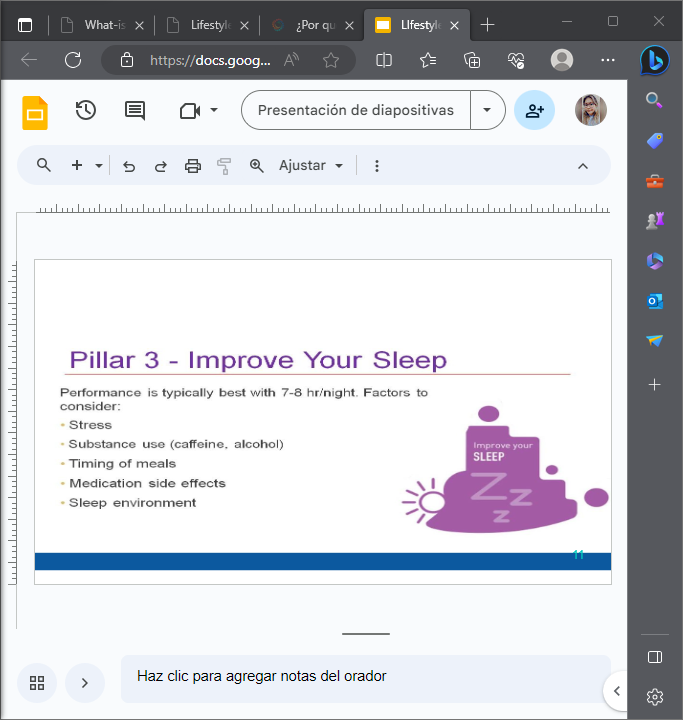 What-is
Lifestyle
¿Por qu
LIfestyle
https://docs.goog...
Presentación de diapositivas
Ajustar
Pillar 3 - Improve Your Sleep
Performance is typically best with 7-8 hr/night. Factors to
consider:
• Stress
• Substance use (caffeine, alcohol)
• Timing of meals
• Medication side effects
• Sleep environment
Improve your
SLEEP
Z Z Z
11
Haz clic para agregar notas del orador